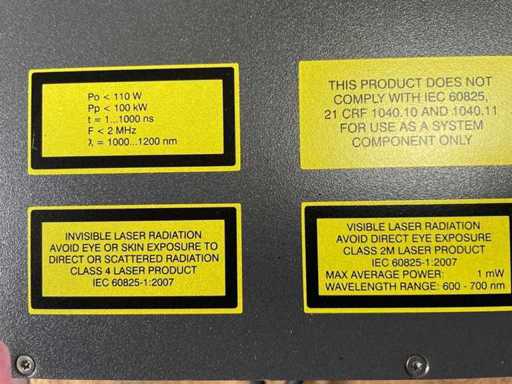 Po < 110 W
Pp < 100 kW
t = 1...1000 ns
F < 2 MHz
λ = 1000...1200 nm
THIS PRODUCT DOES NOT
COMPLY WITH IEC 60825,
21 CRF 1040.10 AND 1040.11
FOR USE AS A SYSTEM
COMPONENT ONLY
INVISIBLE LASER RADIATION
AVOID EYE OR SKIN EXPOSURE TO
DIRECT OR SCATTERED RADIATION
CLASS 4 LASER PRODUCT
IEC 60825-1:2007
VISIBLE LASER RADIATION
AVOID DIRECT EYE EXPOSURE
CLASS 2M LASER PRODUCT
IEC 60825-1:2007
MAX AVERAGE POWER: 1 mW
WAVELENGTH RANGE: 600 - 700 nm